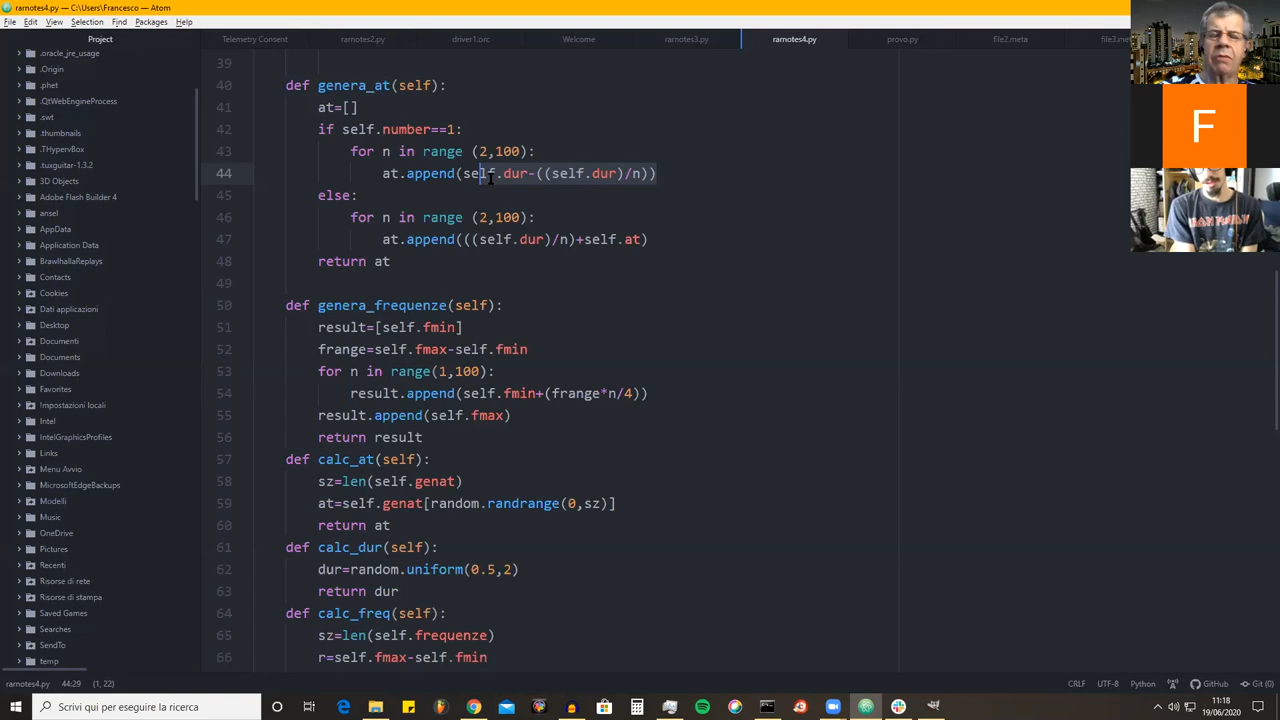 rarnotes4.py — C:\Users\Francesco — Atom
File Edit View Selection Find Packages Help
Project
Telemetry Consent rarnotes2.py driver1.orc Welcome rarnotes3.py rarnotes4.py provo.py File2.meta file3.me
.oracle_jre_usage
.Origin
.phet
.QtWebEngineProcess
.swt
.thumbnails
.THypervBox
.tuxguitar-1.3.2
3D Objects
Adobe Flash Builder 4
ansel
AppData
Application Data
BrawlhallaReplays
Contacts
Cookies
Dati applicazioni
Desktop
Documenti
Documents
Downloads
Favorites
Impostazioni locali
Intel
IntelGraphicsProfiles
Links
Menu Avvio
MicrosoftEdgeBackups
Modelli
Music
OneDrive
Pictures
Recenti
Risorse di rete
Risorse di stampa
Saved Games
Searches
SendTo
temp
39
40 def genera_at(self):
41 at=[]
42 if self.number==1:
43 for n in range (2,100):
44 at.append(self.dur-((self.dur)/n))
45 else:
46 for n in range (2,100):
47 at.append(((self.dur)/n)+self.at)
48 return at
49
50 def genera_frequenze(self):
51 result=[self.fmin]
52 frange=self.fmax-self.fmin
53 for n in range(1,100):
54 result.append(self.fmin+(frange*n/4))
55 result.append(self.fmax)
56 return result
57 def calc_at(self):
58 sz=len(self.genat)
59 at=self.genat[random.randrange(0,sz)]
60 return at
61 def calc_dur(self):
62 dur=random.uniform(0.5,2)
63 return dur
64 def calc_freq(self):
65 sz=len(self.frequenze)
66 r=self.fmax-self.fmin
F
IRON MAIDEN
rarnotes4.py 44:29 (1, 22) CRLF UTF-8 Python GitHub Git (0)
Scrivi qui per eseguire la ricerca
11:18
19/06/2020